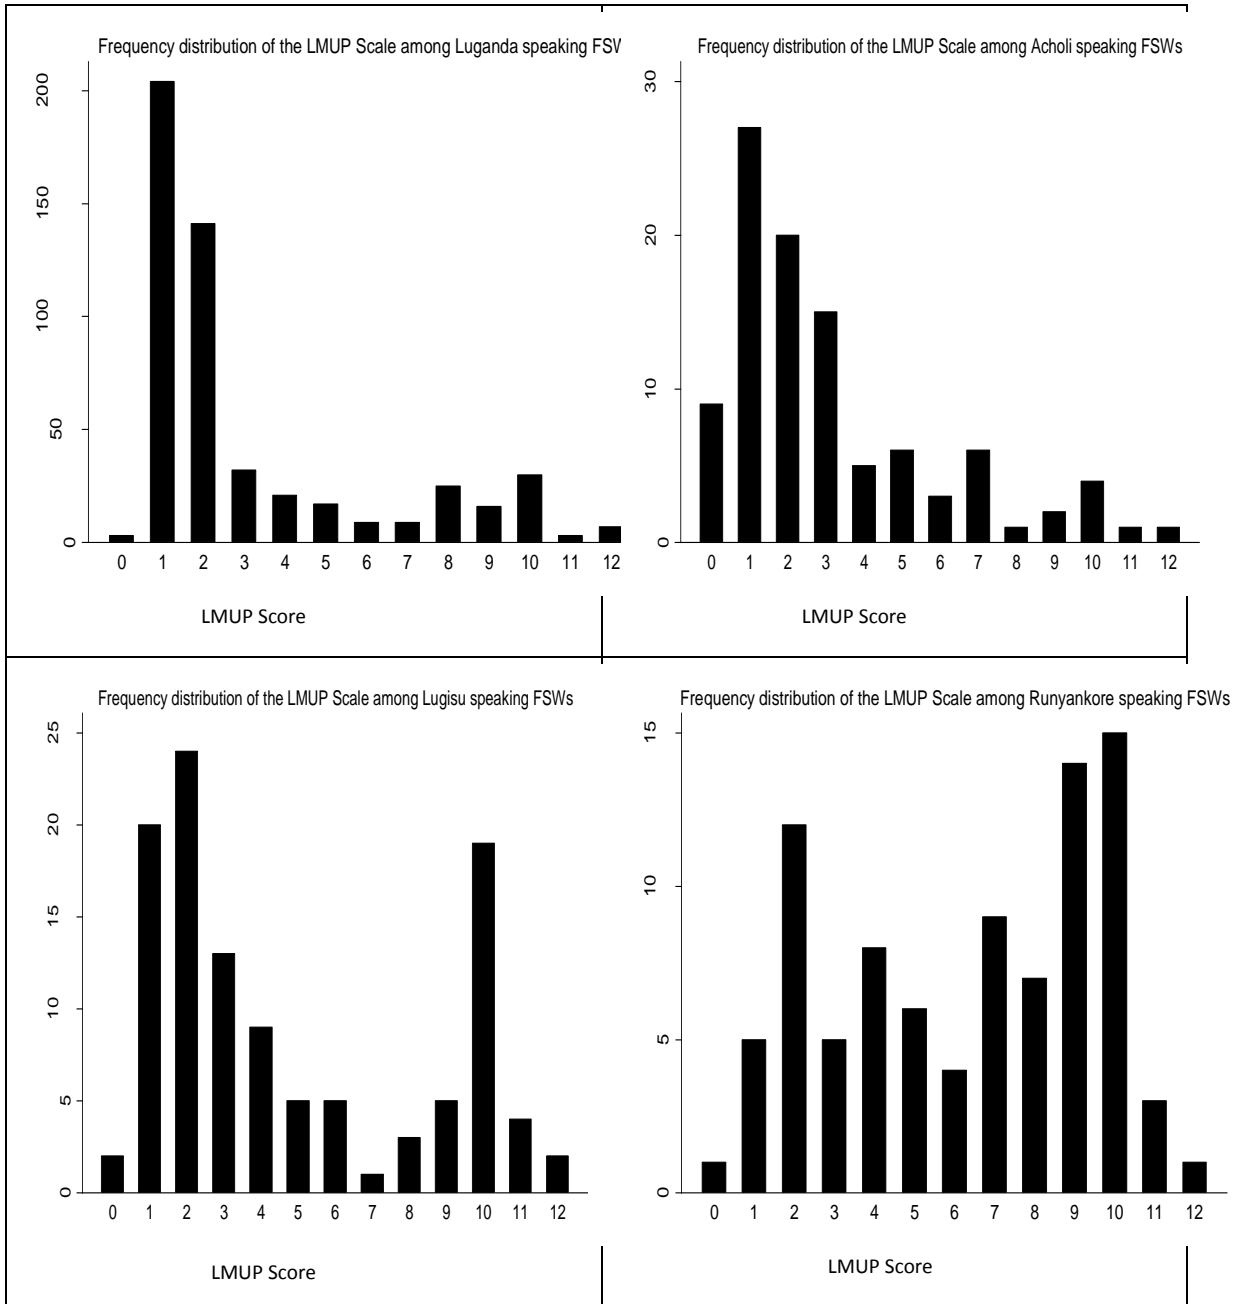 Frequency distribution of the LMUP Scale among Luganda speaking FSV
200
150
100
50
0
0 1 2 3 4 5 6 7 8 9 10 11 12
LMUP Score
Frequency distribution of the LMUP Scale among Acholi speaking FSWs
30
20
10
0
0 1 2 3 4 5 6 7 8 9 10 11 12
LMUP Score
Frequency distribution of the LMUP Scale among Lugisu speaking FSWs
25
20
15
10
5
0
0 1 2 3 4 5 6 7 8 9 10 11 12
LMUP Score
Frequency distribution of the LMUP Scale among Runyankore speaking FSWs
15
10
5
0
0 1 2 3 4 5 6 7 8 9 10 11 12
LMUP Score